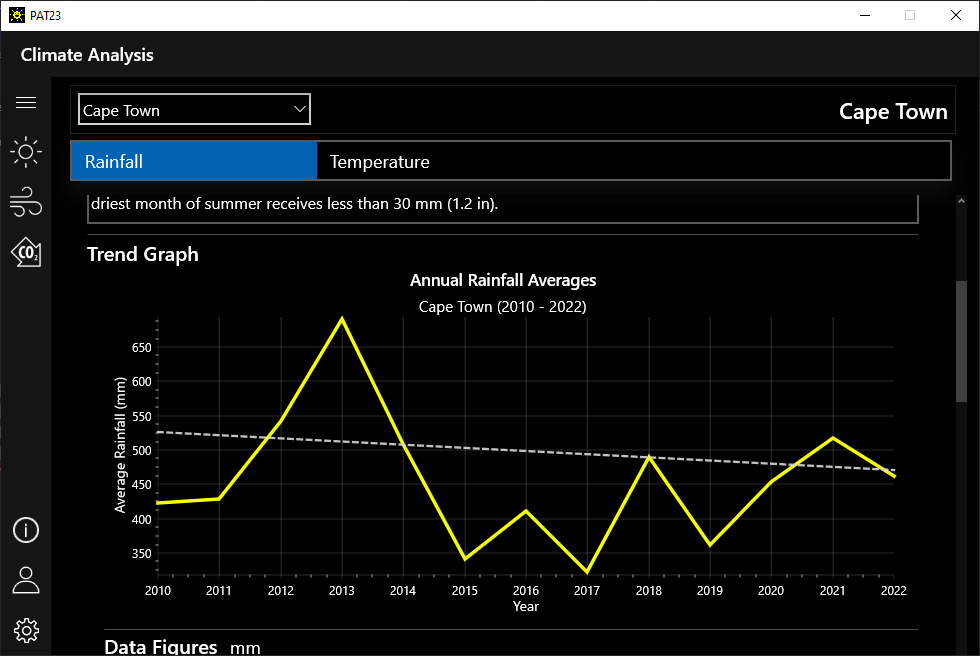 PAT23
Climate Analysis
Cape Town
Cape Town
Rainfall
Temperature
driest month of summer receives less than 30 mm (1.2 in).
CO2
Trend Graph
Annual Rainfall Averages
Cape Town (2010 - 2022)
Average Rainfall (mm)
650
600
550
500
450
400
350
2010 2011 2012 2013 2014 2015 2016 2017 2018 2019 2020 2021 2022
Year
Data Figures mm